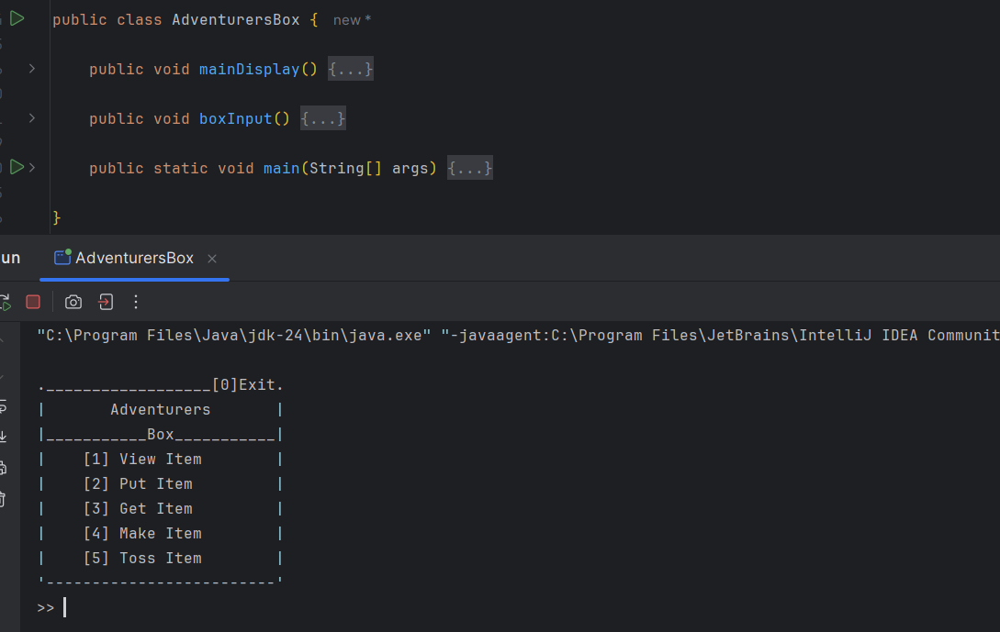 public class AdventurersBox { new *
public void mainDisplay() {...}
public void boxInput() {...}
public static void main(String[] args) {...}
}
un AdventurersBox ×
"C:\Program Files\Java\jdk-24\bin\java.exe" "-javaagent:C:\Program Files\JetBrains\IntelliJ IDEA Communit
.__________________[0]Exit.
|       Adventurers       |
|___________Box___________|
|    [1] View Item        |
|    [2] Put Item         |
|    [3] Get Item         |
|    [4] Make Item        |
|    [5] Toss Item        |
'-------------------------'
>>